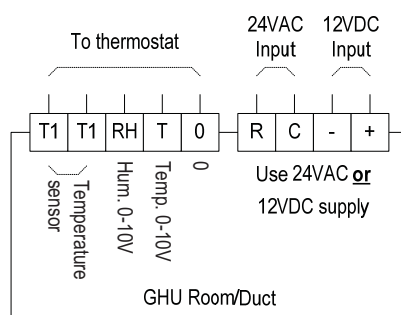 To thermostat
24VAC Input
12VDC Input
T1 T1 RH T 0
R C - +
Temperature sensor
Hum. 0-10V
Temp. 0-10V
0
Use 24VAC or
12VDC supply
GHU Room/Duct